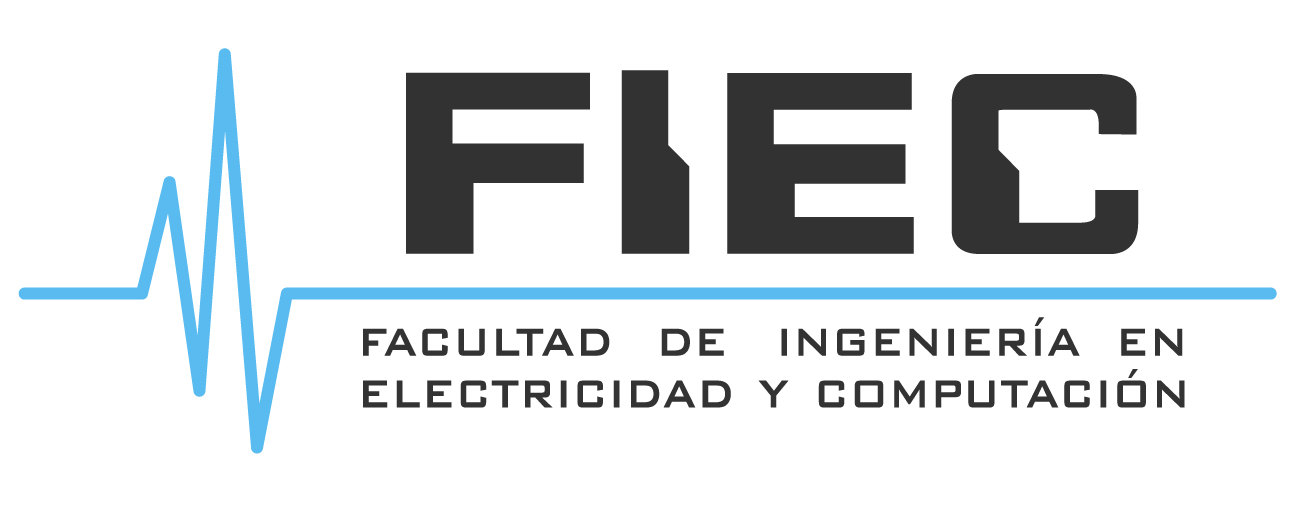 FIEC
FACULTAD DE INGENIERÍA EN
ELECTRICIDAD Y COMPUTACIÓN